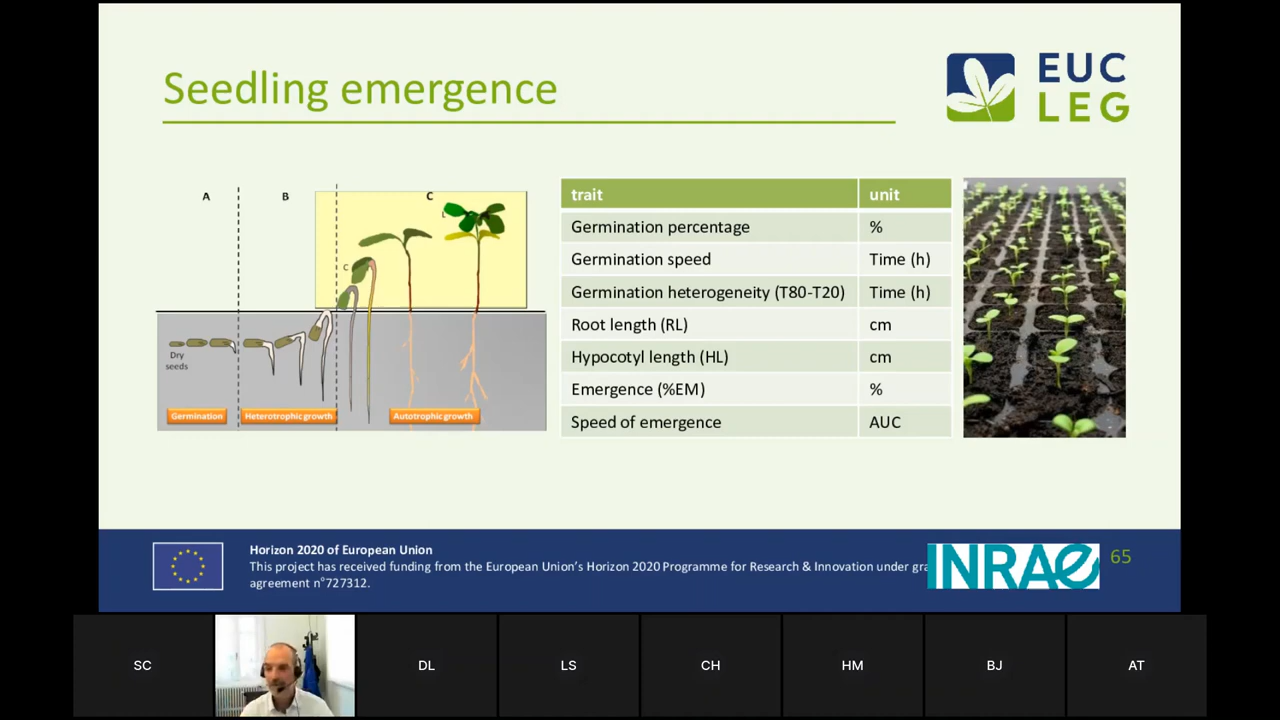 Seedling emergence
EUC
LEG
A
B
C
L
C
Dry
seeds
Germination
Heterotrophic growth
Autotrophic growth
trait unit
Germination percentage %
Germination speed Time (h)
Germination heterogeneity (T80-T20) Time (h)
Root length (RL) cm
Hypocotyl length (HL) cm
Emergence (%EM) %
Speed of emergence AUC
Horizon 2020 of European Union
This project has received funding from the European Union's Horizon 2020 Programme for Research & Innovation under gra
agreement n°727312.
INRAE
65
SC
DL
LS
CH
HM
BJ
AT